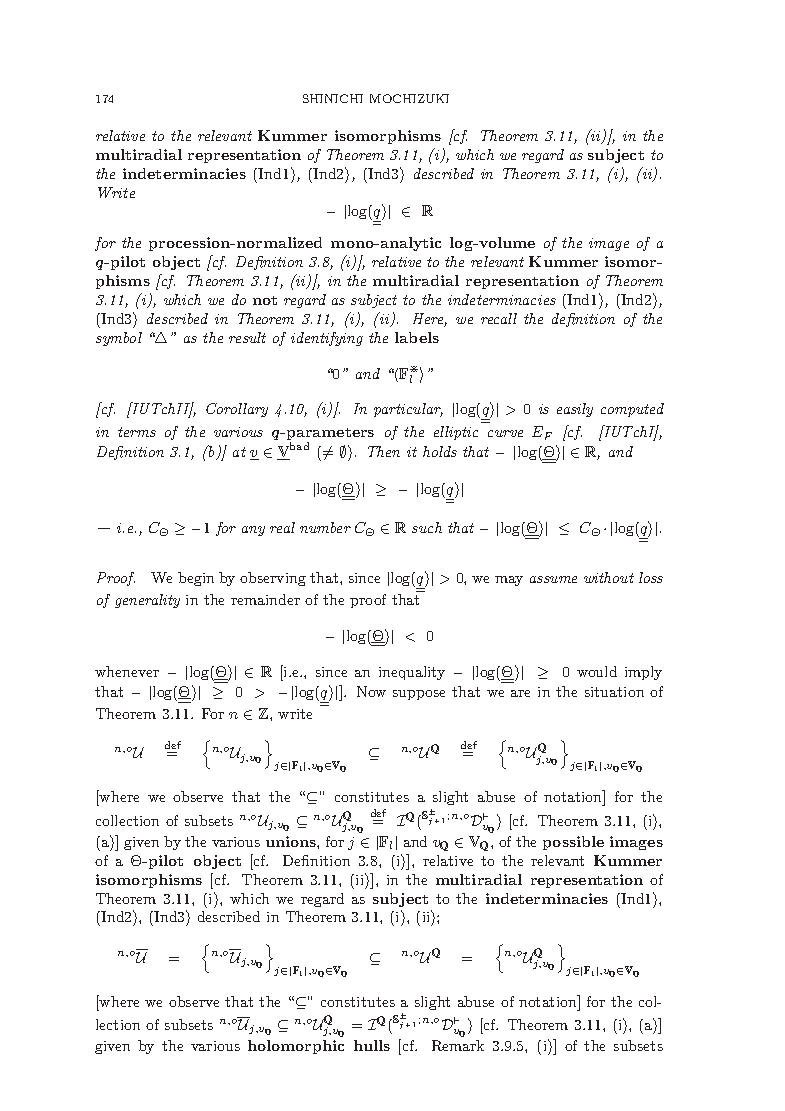 174 SHINICHI MOCHIZUKI
relative to the relevant Kummer isomorphisms [cf. Theorem 3.11, (ii)], in the
multiradial representation of Theorem 3.11, (i), which we regard as subject to
the indeterminacies (Ind1), (Ind2), (Ind3) described in Theorem 3.11, (i), (ii).
Write
− |log(q)| ∈ ℝ
for the procession-normalized mono-analytic log-volume of the image of a
q-pilot object [cf. Definition 3.8, (i)], relative to the relevant Kummer isomor-
phisms [cf. Theorem 3.11, (ii)], in the multiradial representation of Theorem
3.11, (i), which we do not regard as subject to the indeterminacies (Ind1), (Ind2),
(Ind3) described in Theorem 3.11, (i), (ii). Here, we recall the definition of the
symbol “△” as the result of identifying the labels
“0” and “⟨𝔽_l^⋇⟩”
[cf. [IUTchII], Corollary 4.10, (i)]. In particular, |log(q)| > 0 is easily computed
in terms of the various q-parameters of the elliptic curve E_F [cf. [IUTchI],
Definition 3.1, (b)] at v ∈ 𝕍^bad (≠ ∅). Then it holds that − |log(Θ)| ∈ ℝ, and
− |log(Θ)| ≥ − |log(q)|
— i.e., C_Θ ≥ −1 for any real number C_Θ ∈ ℝ such that − |log(Θ)| ≤ C_Θ · |log(q)|.
Proof. We begin by observing that, since |log(q)| > 0, we may assume without loss
of generality in the remainder of the proof that
− |log(Θ)| < 0
whenever − |log(Θ)| ∈ ℝ [i.e., since an inequality − |log(Θ)| ≥ 0 would imply
that − |log(Θ)| ≥ 0 > −|log(q)|]. Now suppose that we are in the situation of
Theorem 3.11. For n ∈ ℤ, write
^{n,∘}𝒰 def= {^{n,∘}𝒰_{j,v_ℚ}}_{j∈|𝔽_l|,v_ℚ∈𝕍_ℚ} ⊆ ^{n,∘}𝒰^ℚ def= {^{n,∘}𝒰^ℚ_{j,v_ℚ}}_{j∈|𝔽_l|,v_ℚ∈𝕍_ℚ}
[where we observe that the “⊆” constitutes a slight abuse of notation] for the
collection of subsets ^{n,∘}𝒰_{j,v_ℚ} ⊆ ^{n,∘}𝒰^ℚ_{j,v_ℚ} def= ℐ^ℚ(^{𝕊^±_{j+1};n,∘}𝒟^⊢_{v_ℚ}) [cf. Theorem 3.11, (i),
(a)] given by the various unions, for j ∈ |𝔽_l| and v_ℚ ∈ 𝕍_ℚ, of the possible images
of a Θ-pilot object [cf. Definition 3.8, (i)], relative to the relevant Kummer
isomorphisms [cf. Theorem 3.11, (ii)], in the multiradial representation of
Theorem 3.11, (i), which we regard as subject to the indeterminacies (Ind1),
(Ind2), (Ind3) described in Theorem 3.11, (i), (ii);
^{n,∘}𝒰̅ = {^{n,∘}𝒰̅_{j,v_ℚ}}_{j∈|𝔽_l|,v_ℚ∈𝕍_ℚ} ⊆ ^{n,∘}𝒰^ℚ = {^{n,∘}𝒰^ℚ_{j,v_ℚ}}_{j∈|𝔽_l|,v_ℚ∈𝕍_ℚ}
[where we observe that the “⊆” constitutes a slight abuse of notation] for the col-
lection of subsets ^{n,∘}𝒰̅_{j,v_ℚ} ⊆ ^{n,∘}𝒰^ℚ_{j,v_ℚ} = ℐ^ℚ(^{𝕊^±_{j+1};n,∘}𝒟^⊢_{v_ℚ}) [cf. Theorem 3.11, (i), (a)]
given by the various holomorphic hulls [cf. Remark 3.9.5, (i)] of the subsets